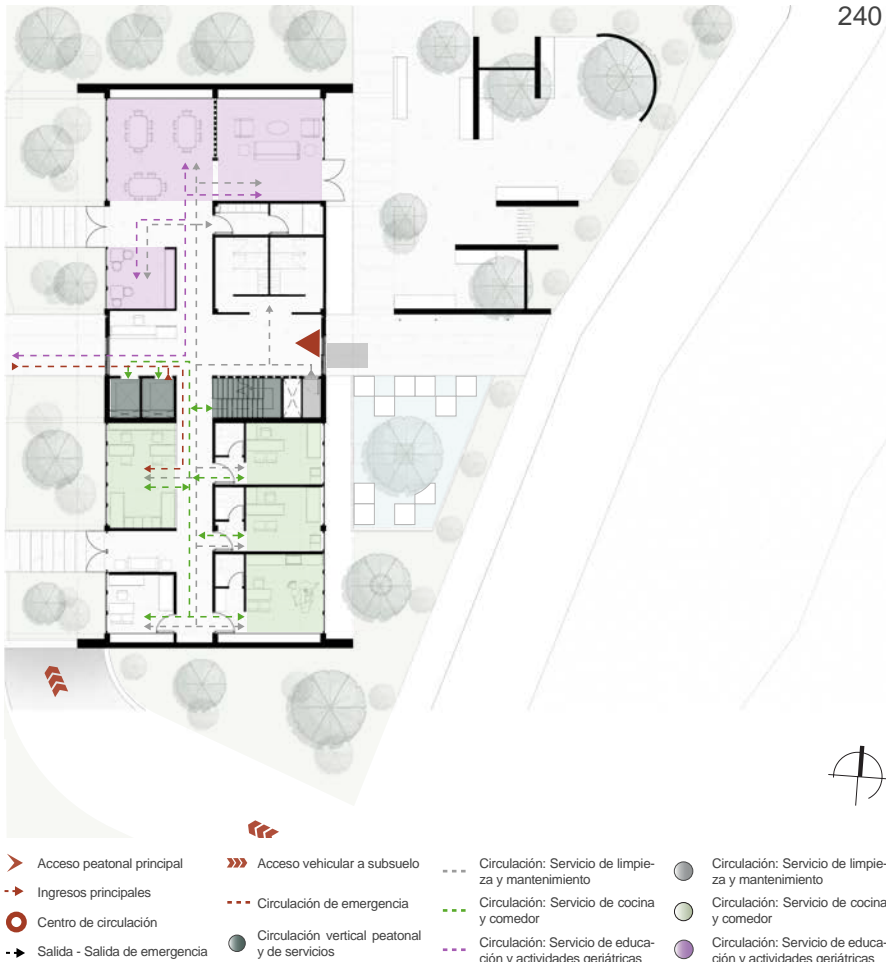 240
Acceso peatonal principal
Ingresos principales
Centro de circulación
Salida - Salida de emergencia
Acceso vehicular a subsuelo
Circulación de emergencia
Circulación vertical peatonal
y de servicios
Circulación: Servicio de limpie-
za y mantenimiento
Circulación: Servicio de cocina
y comedor
Circulación: Servicio de educa-
ción y actividades geriátricas
Circulación: Servicio de limpie-
za y mantenimiento
Circulación: Servicio de cocina
y comedor
Circulación: Servicio de educa-
ción y actividades geriátricas